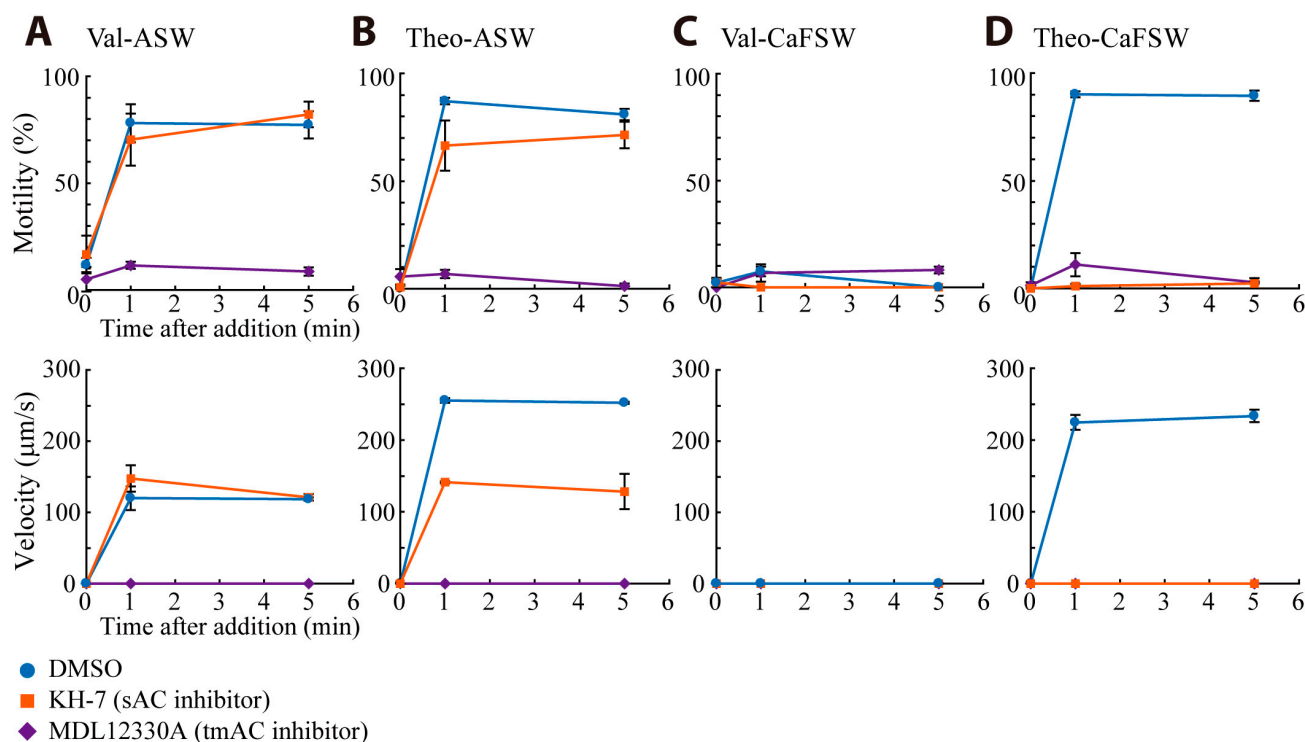 A Val-ASW
B Theo-ASW
C Val-CaFSW
D Theo-CaFSW
Motility (%)
100
50
0
0 1 2 3 4 5 6
Time after addition (min)
100
50
0
0 1 2 3 4 5 6
100
50
0
0 1 2 3 4 5 6
100
50
0
0 1 2 3 4 5 6
Velocity (µm/s)
300
200
100
0
0 1 2 3 4 5 6
Time after addition (min)
300
200
100
0
0 1 2 3 4 5 6
300
200
100
0
0 1 2 3 4 5 6
300
200
100
0
0 1 2 3 4 5 6
DMSO
KH-7 (sAC inhibitor)
MDL12330A (tmAC inhibitor)